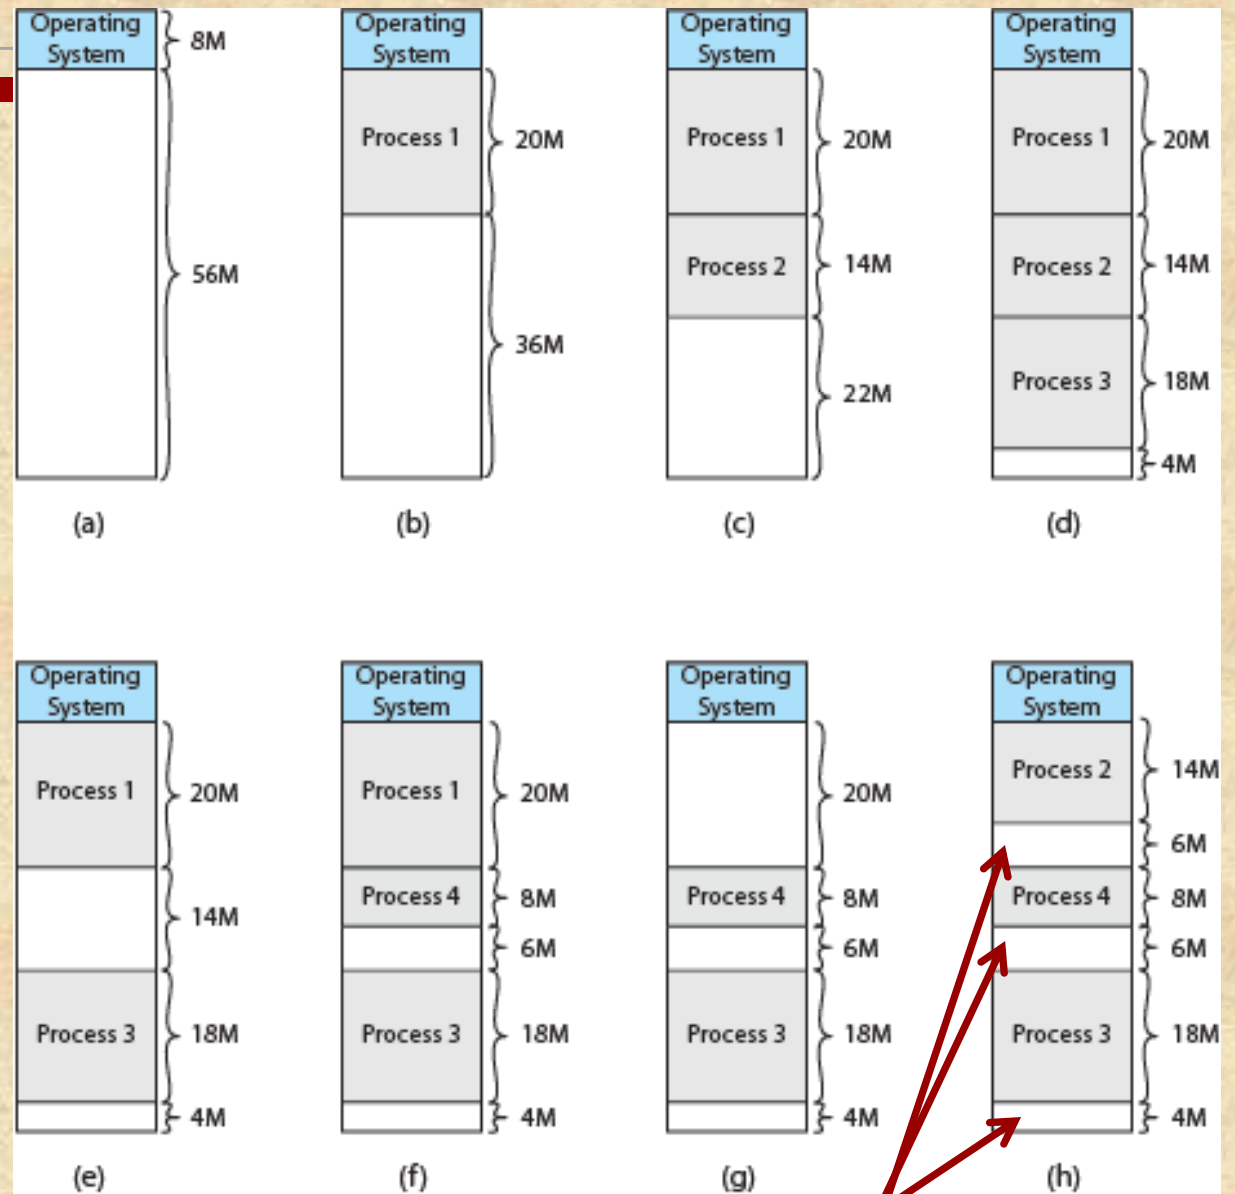 Operating
System
8M
56M
(a)
Operating
System
Process 1
20M
36M
(b)
Operating
System
Process 1
20M
Process 2
14M
22M
(c)
Operating
System
Process 1
20M
Process 2
14M
Process 3
18M
4M
(d)
Operating
System
Process 1
20M
14M
Process 3
18M
4M
(e)
Operating
System
Process 1
20M
Process 4
8M
6M
Process 3
18M
4M
(f)
Operating
System
20M
Process 4
8M
6M
Process 3
18M
4M
(g)
Operating
System
Process 2
14M
6M
Process 4
8M
6M
Process 3
18M
4M
(h)